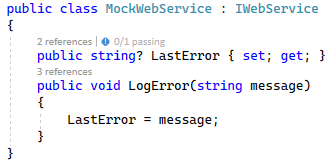 public class MockWebService : IWebService
{
2 references | 0/1 passing
public string? LastError { set; get; }
3 references
public void LogError(string message)
{
LastError = message;
}
}